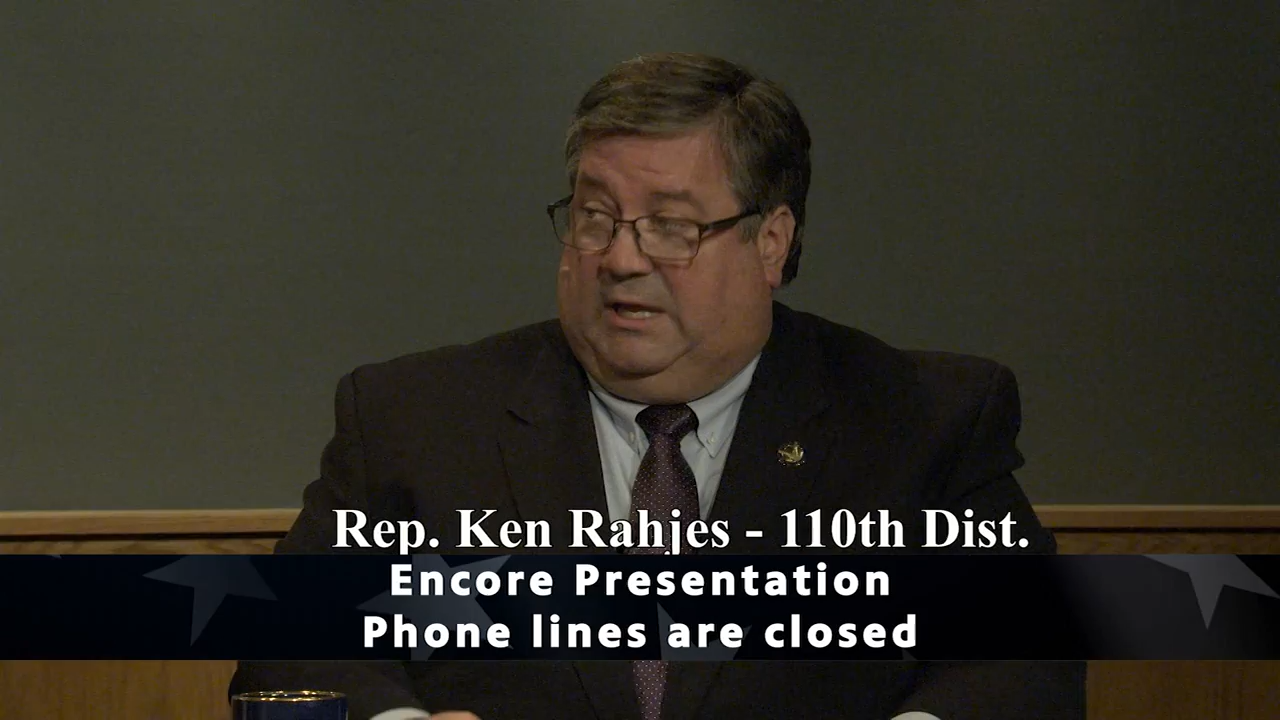 Rep. Ken Rahjes - 110th Dist.
Encore Presentation
Phone lines are closed